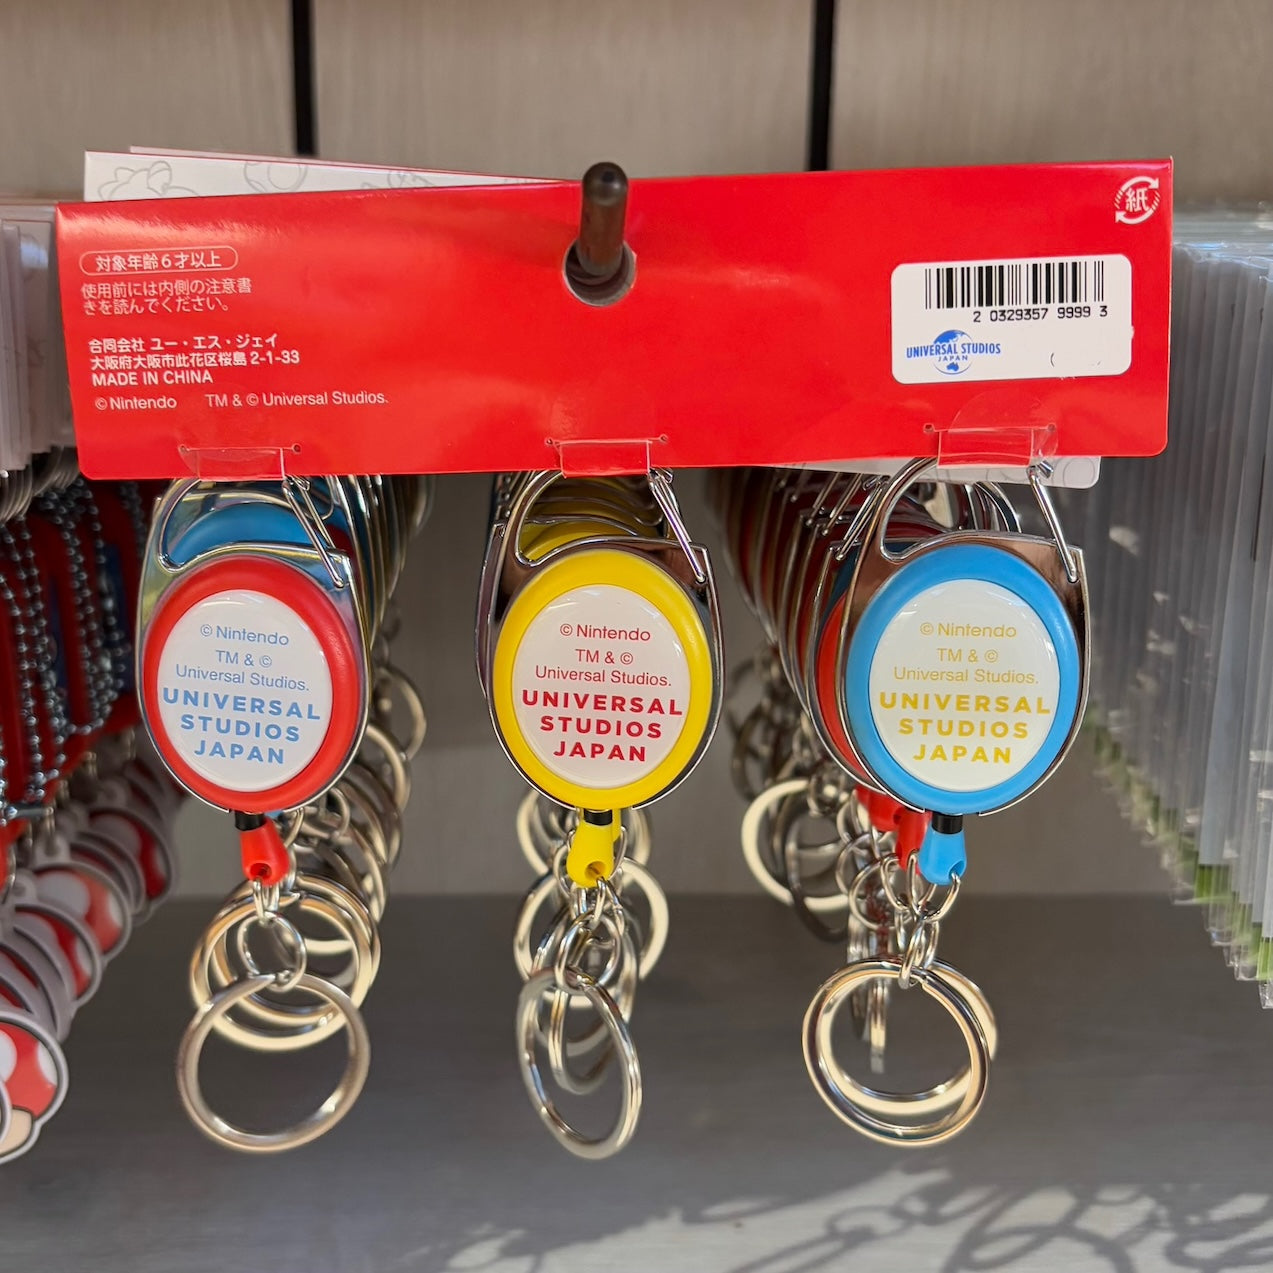 紙
対象年齢6才以上
使用前には内側の注意書
きを読んでください。
合同会社 ユー・エス・ジェイ
大阪府大阪市此花区桜島 2-1-33
MADE IN CHINA
© Nintendo TM & © Universal Studios.
2 0329357 9999 3
UNIVERSAL STUDIOS
JAPAN
(
© Nintendo
TM & ©
Universal Studios.
UNIVERSAL
STUDIOS
JAPAN
© Nintendo
TM & ©
Universal Studios.
UNIVERSAL
STUDIOS
JAPAN
© Nintendo
TM & ©
Universal Studios.
UNIVERSAL
STUDIOS
JAPAN